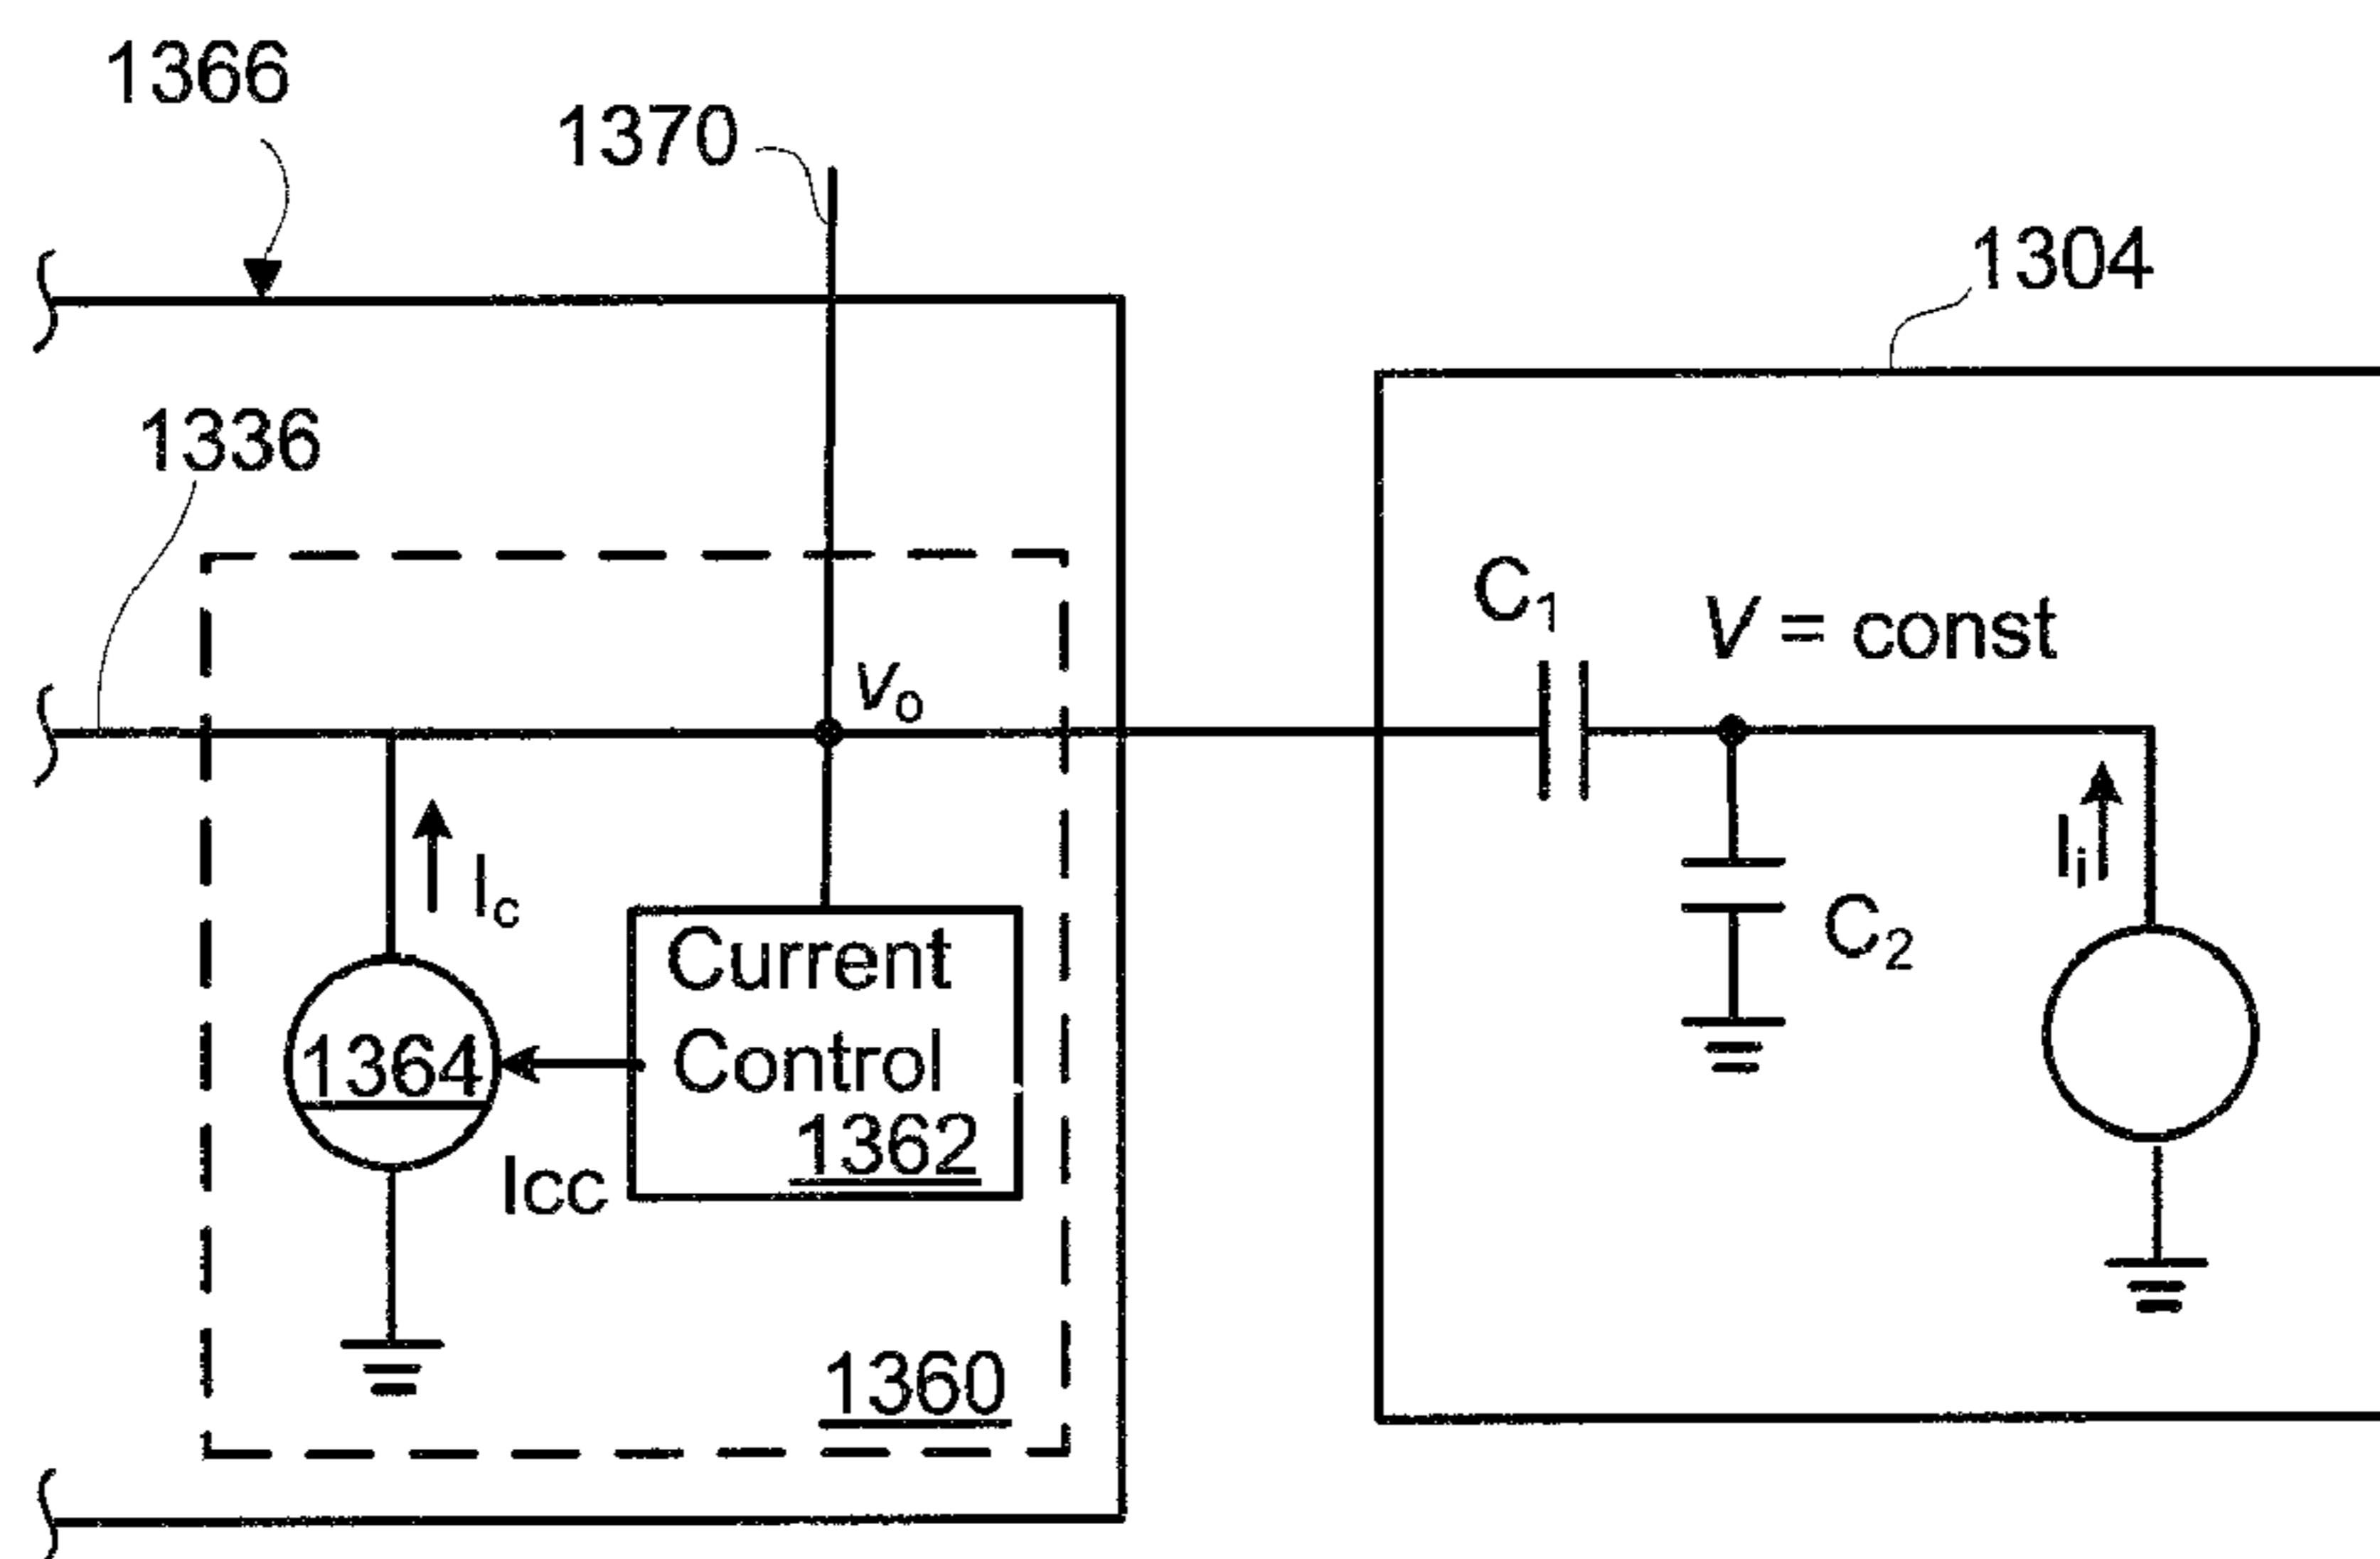 1366
1370
1304
1336
C1
V = const
vo
Ic
Ii
C2
Current
Control
1364
1362
Icc
1360